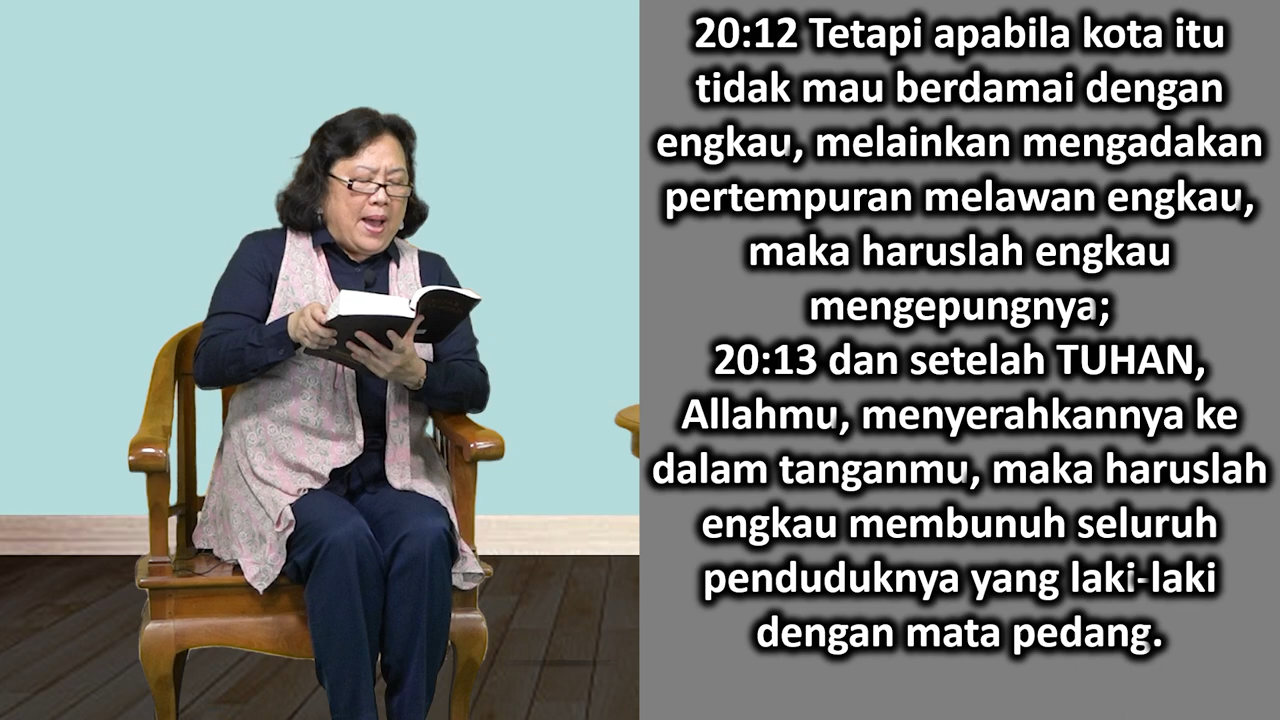 20:12 Tetapi apabila kota itu
tidak mau berdamai dengan
engkau, melainkan mengadakan
pertempuran melawan engkau,
maka haruslah engkau
mengepungnya;
20:13 dan setelah TUHAN,
Allahmu, menyerahkannya ke
dalam tanganmu, maka haruslah
engkau membunuh seluruh
penduduknya yang laki-laki
dengan mata pedang.